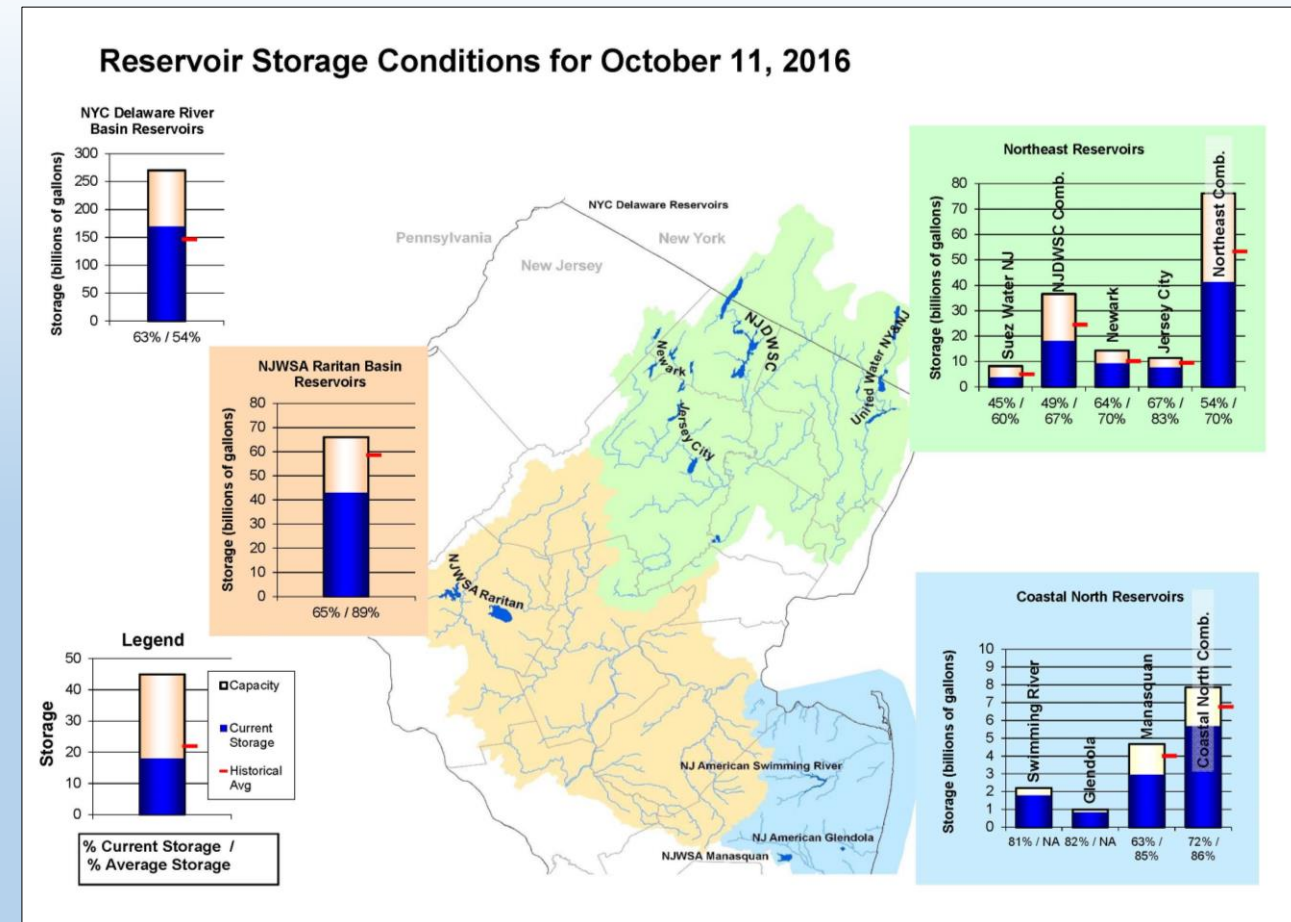 Reservoir Storage Conditions for October 11, 2016
NYC Delaware River
Basin Reservoirs
Storage (billions of gallons)
300
250
200
150
100
50
0
63% / 54%
NJWSA Raritan Basin
Reservoirs
Storage (billions of gallons)
80
70
60
50
40
30
20
10
0
65% / 89%
Legend
Storage
50
40
30
20
10
0
Capacity
Current
Storage
Historical
Avg
% Current Storage /
% Average Storage
NYC Delaware Reservoirs
Pennsylvania
New York
New Jersey
NJDWSC
Newark
United Water NY&NJ
Jersey City
NJWSA Raritan
NJ American Swimming River
NJ American Glendola
NJWSA Manasquan
Northeast Reservoirs
Storage (billions of gallons)
80
70
60
50
40
30
20
10
0
Suez Water NJ
NJDWSC Comb.
Newark
Jersey City
Northeast Comb.
45% /
60%
49% /
67%
64% /
70%
67% /
83%
54% /
70%
Coastal North Reservoirs
Storage (billions of gallons)
10
9
8
7
6
5
4
3
2
1
0
Swimming River
Glendola
Manasquan
Coastal North Comb.
81% / NA
82% / NA
63% /
85%
72% /
86%